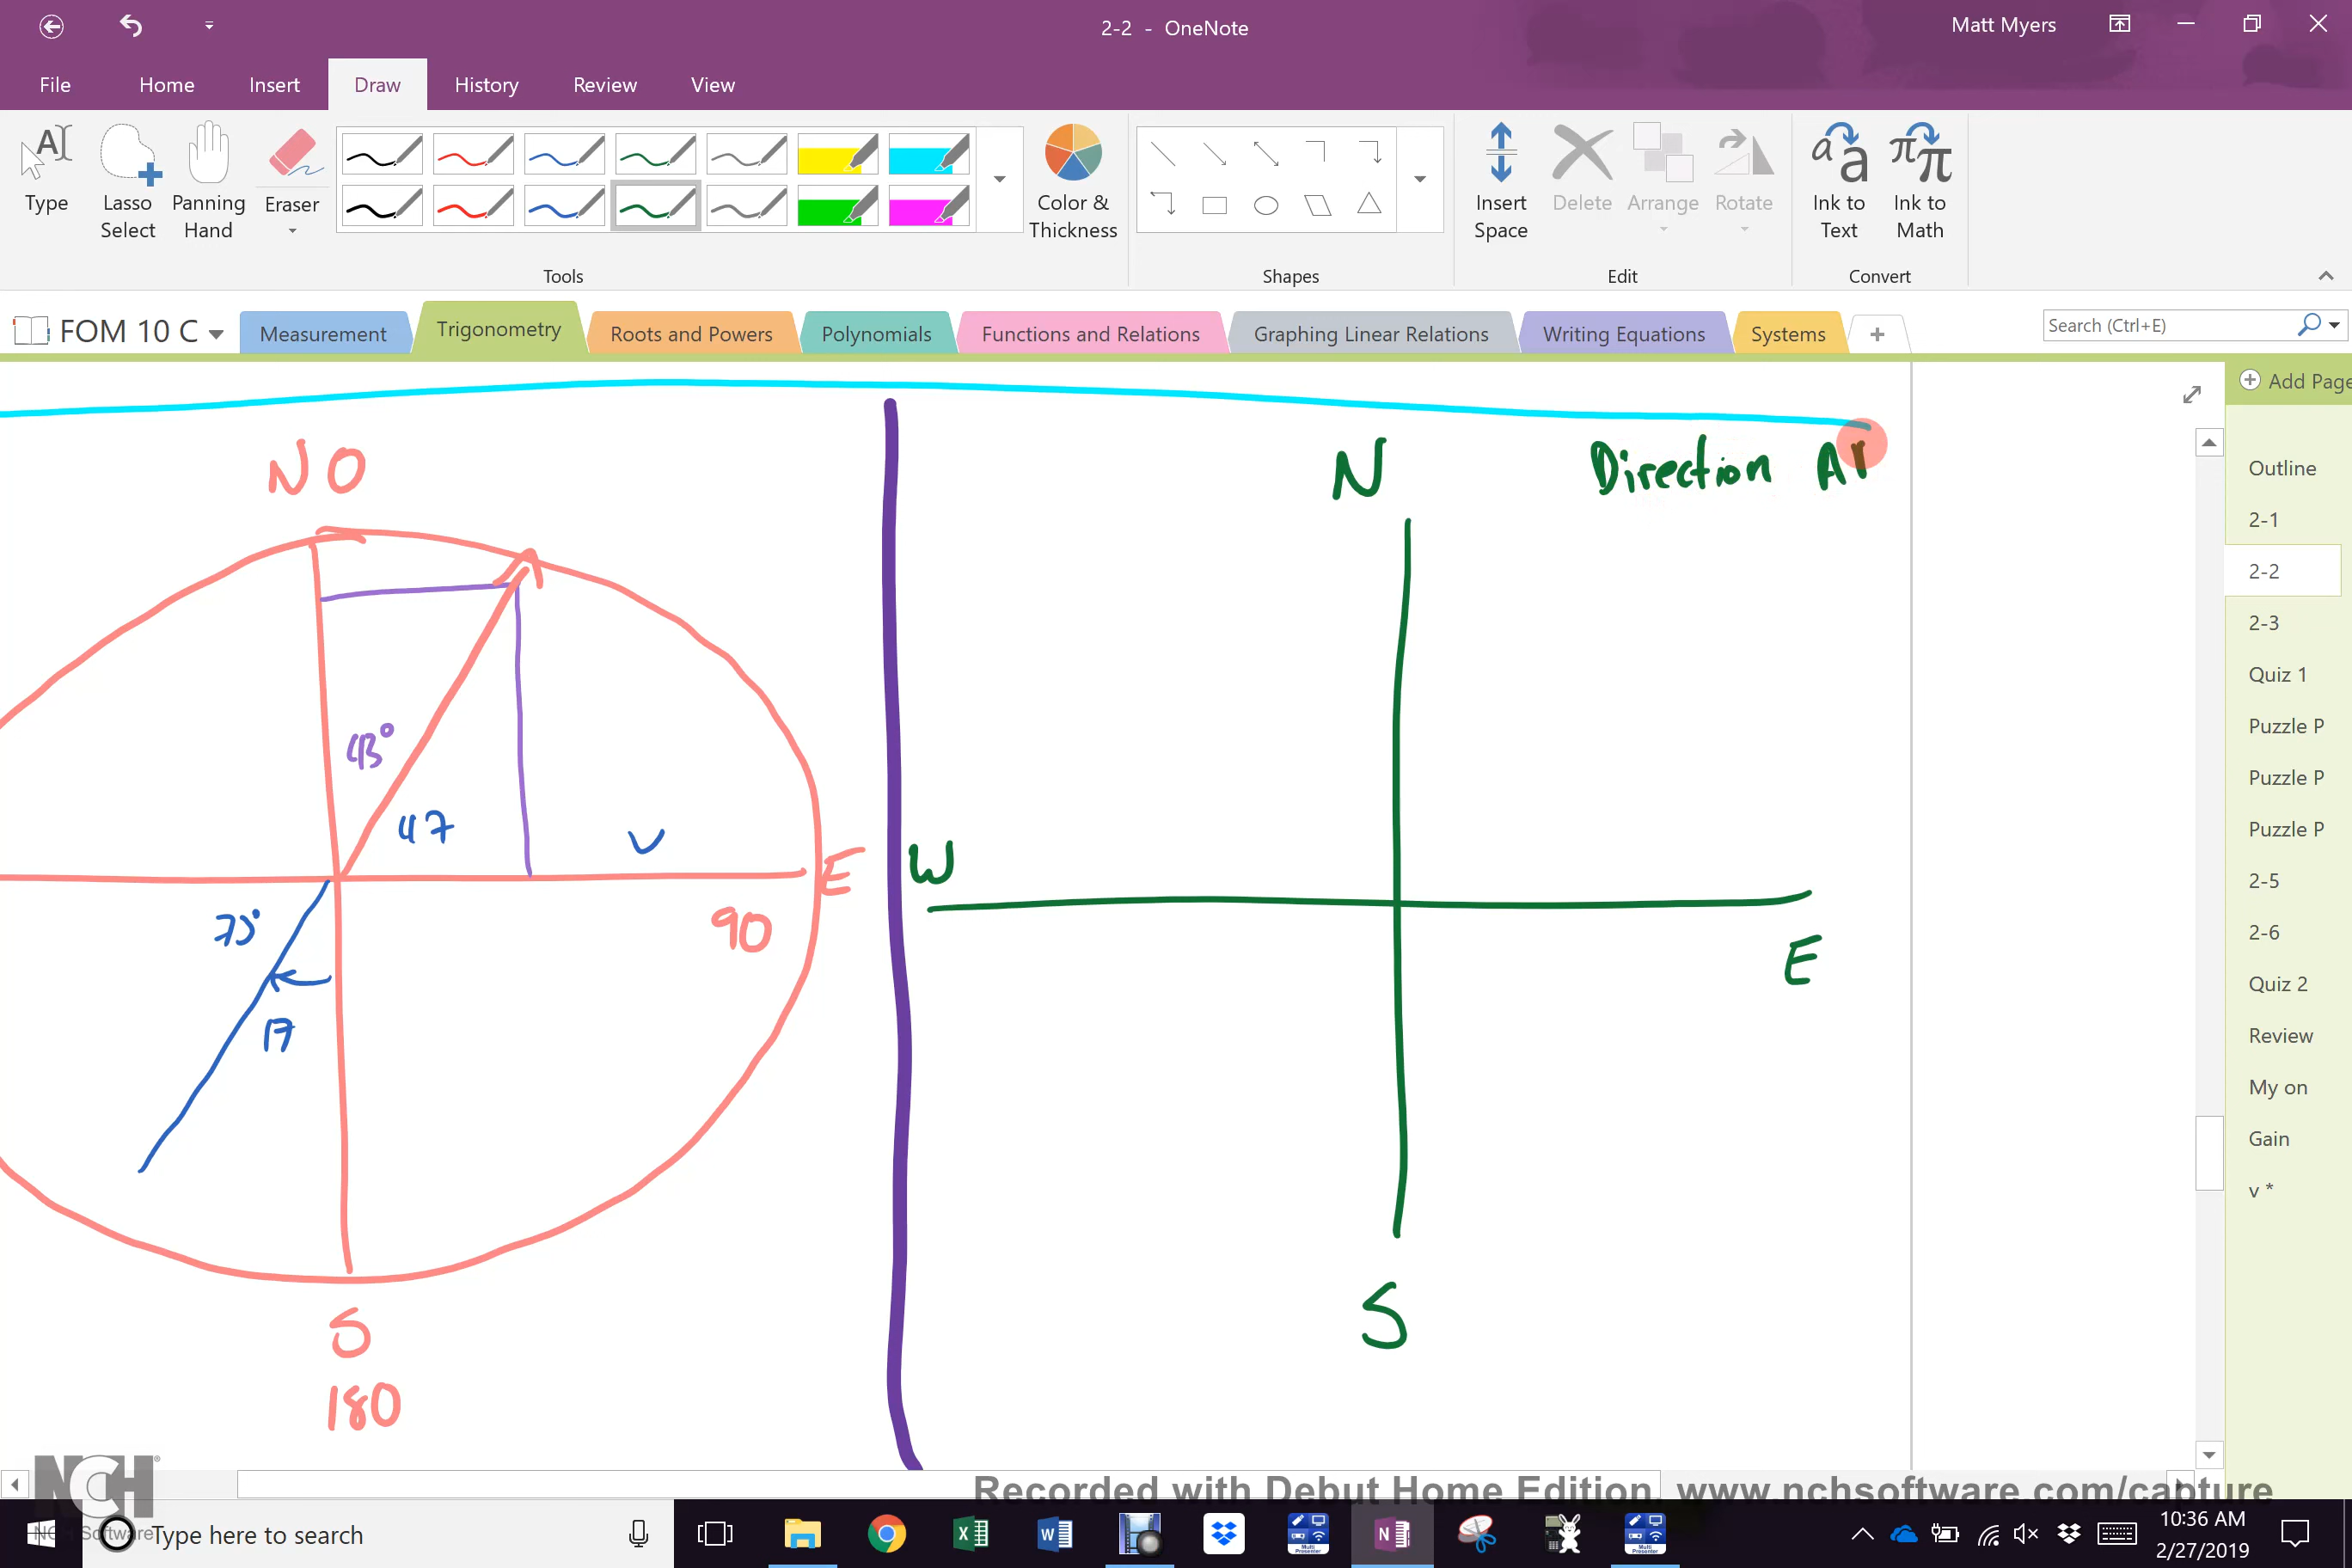 2-2 - OneNote
Matt Myers
File Home Insert Draw History Review View
Type
Lasso Select
Panning Hand
Eraser
Color & Thickness
Insert Space
Delete
Arrange
Rotate
Ink to Text
Ink to Math
Tools
Shapes
Edit
Convert
FOM 10 C
Measurement
Trigonometry
Roots and Powers
Polynomials
Functions and Relations
Graphing Linear Relations
Writing Equations
Systems
Search (Ctrl+E)
Add Page
Outline
2-1
2-2
2-3
Quiz 1
Puzzle P
Puzzle P
Puzzle P
2-5
2-6
Quiz 2
Review
My on
Gain
v *
N 0
43°
47
E
90
73°
17
S
180
N
Direction
W
E
S
NCH®
NCH Software
Recorded with Debut Home Edition. www.nchsoftware.com/capture
Type here to search
10:36 AM
2/27/2019